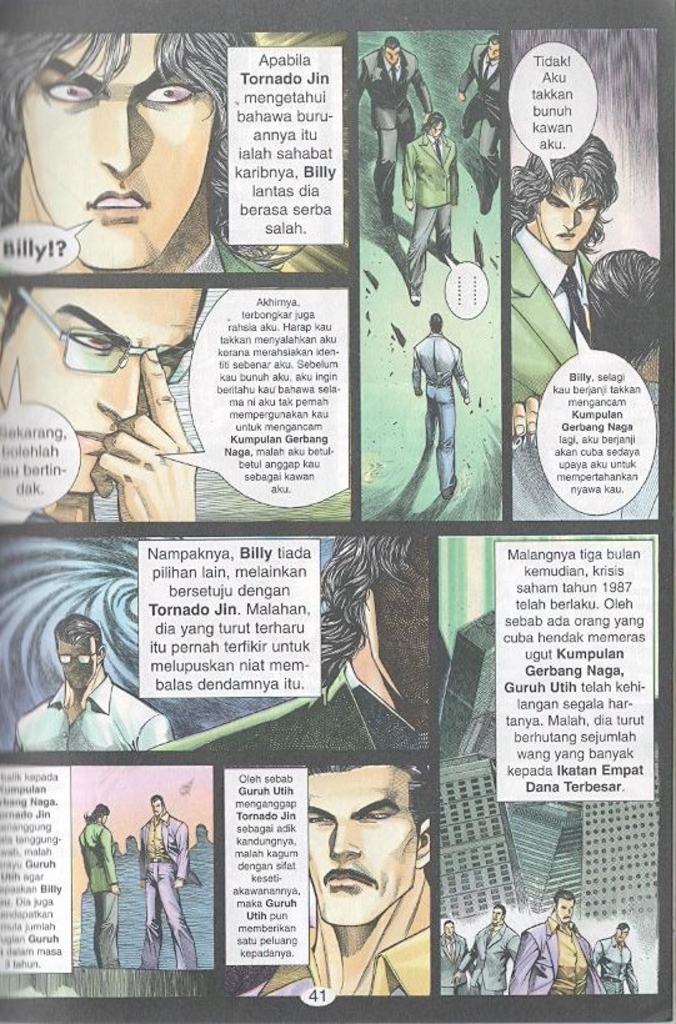 Apabila
Tornado Jin
mengetahui
bahawa buru-
annya itu
ialah sahabat
karibnya, Billy
lantas dia
berasa serba
salah.
Billy!?
Tidak!
Aku
takkan
bunuh
kawan
aku.
Billy, selagi
kau berjanji takkan
mengancam
Kumpulan
Gerbang Naga
lagi, aku berjanji
akan cuba sedaya
upaya aku untuk
mempertahankan
nyawa kau.
Akhirnya,
terbongkar juga
rahsia aku. Harap kau
takkan menyalahkan aku
kerana merahsiakan iden-
titi sebenar aku. Sebelum
kau bunuh aku, aku ingin
beritahu kau bahawa sela-
ma ni aku tak pernah
mempergunakan kau
untuk mengancam
Kumpulan Gerbang
Naga, aku betul-
betul anggap kau
sebagai kawan
aku.
Sekarang,
bolehlah
kau bertin-
dak.
Nampaknya, Billy tiada
pilihan lain, melainkan
bersetuju dengan
Tornado Jin. Malahan,
dia yang turut terharu
itu pernah terfikir untuk
melupuskan niat mem-
balas dendamnya itu.
Malangnya tiga bulan
kemudian, krisis
saham tahun 1987
telah berlaku. Oleh
sebab ada orang yang
cuba hendak memeras
ugut Kumpulan
Gerbang Naga,
Guruh Utih telah kehi-
langan segala har-
tanya. Malah, dia turut
berhutang sejumlah
wang yang banyak
kepada Ikatan Empat
Dana Terbesar.
kepada
Naga.
Jin
malah
Guruh
Utih agar
Billy
. Dia juga
jumlah
Guruh
dalam masa
3 tahun.
Oleh sebab
Guruh Utih
menganggap
Tornado Jin
sebagai adik
kandungnya,
malah kagum
dengan sifat
keseti-
akawanannya,
maka Guruh
Utih pun
memberikan
satu peluang
kepadanya.
41